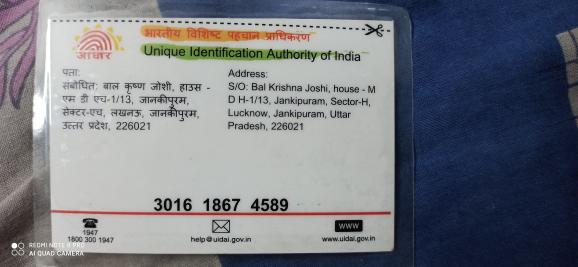 भारतीय विशिष्ट पहचान प्राधिकरण
Unique Identification Authority of India
आधार
पता:
संबोधित: बाल कृष्ण जोशी, हाउस -
एम डी एच-1/13, जानकीपुरम,
सेक्टर-एच, लखनऊ, जानकीपुरम,
उत्तर प्रदेश, 226021
Address:
S/O: Bal Krishna Joshi, house - M
D H-1/13, Jankipuram, Sector-H,
Lucknow, Jankipuram, Uttar
Pradesh, 226021
3016 1867 4589
1947
1800 300 1947
help@uidai.gov.in
WWW
www.uidai.gov.in
REDMI NOTE 8 PRO
AI QUAD CAMERA